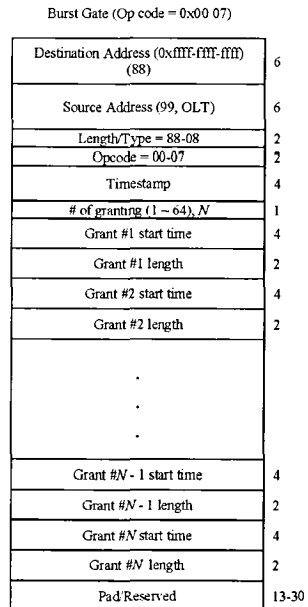 Burst Gate (Op code = 0x00 07)
Destination Address (0xffff-ffff-ffff) 6
(88)
Source Address (99, OLT) 6
Length/Type = 88-08 2
Opcode = 00-07 2
Timestamp 4
# of granting (1 ~ 64), N 1
Grant #1 start time 4
Grant #1 length 2
Grant #2 start time 4
Grant #2 length 2
.
.
.
Grant #N - 1 start time 4
Grant #N - 1 length 2
Grant #N start time 4
Grant #N length 2
Pad/Reserved 13-30